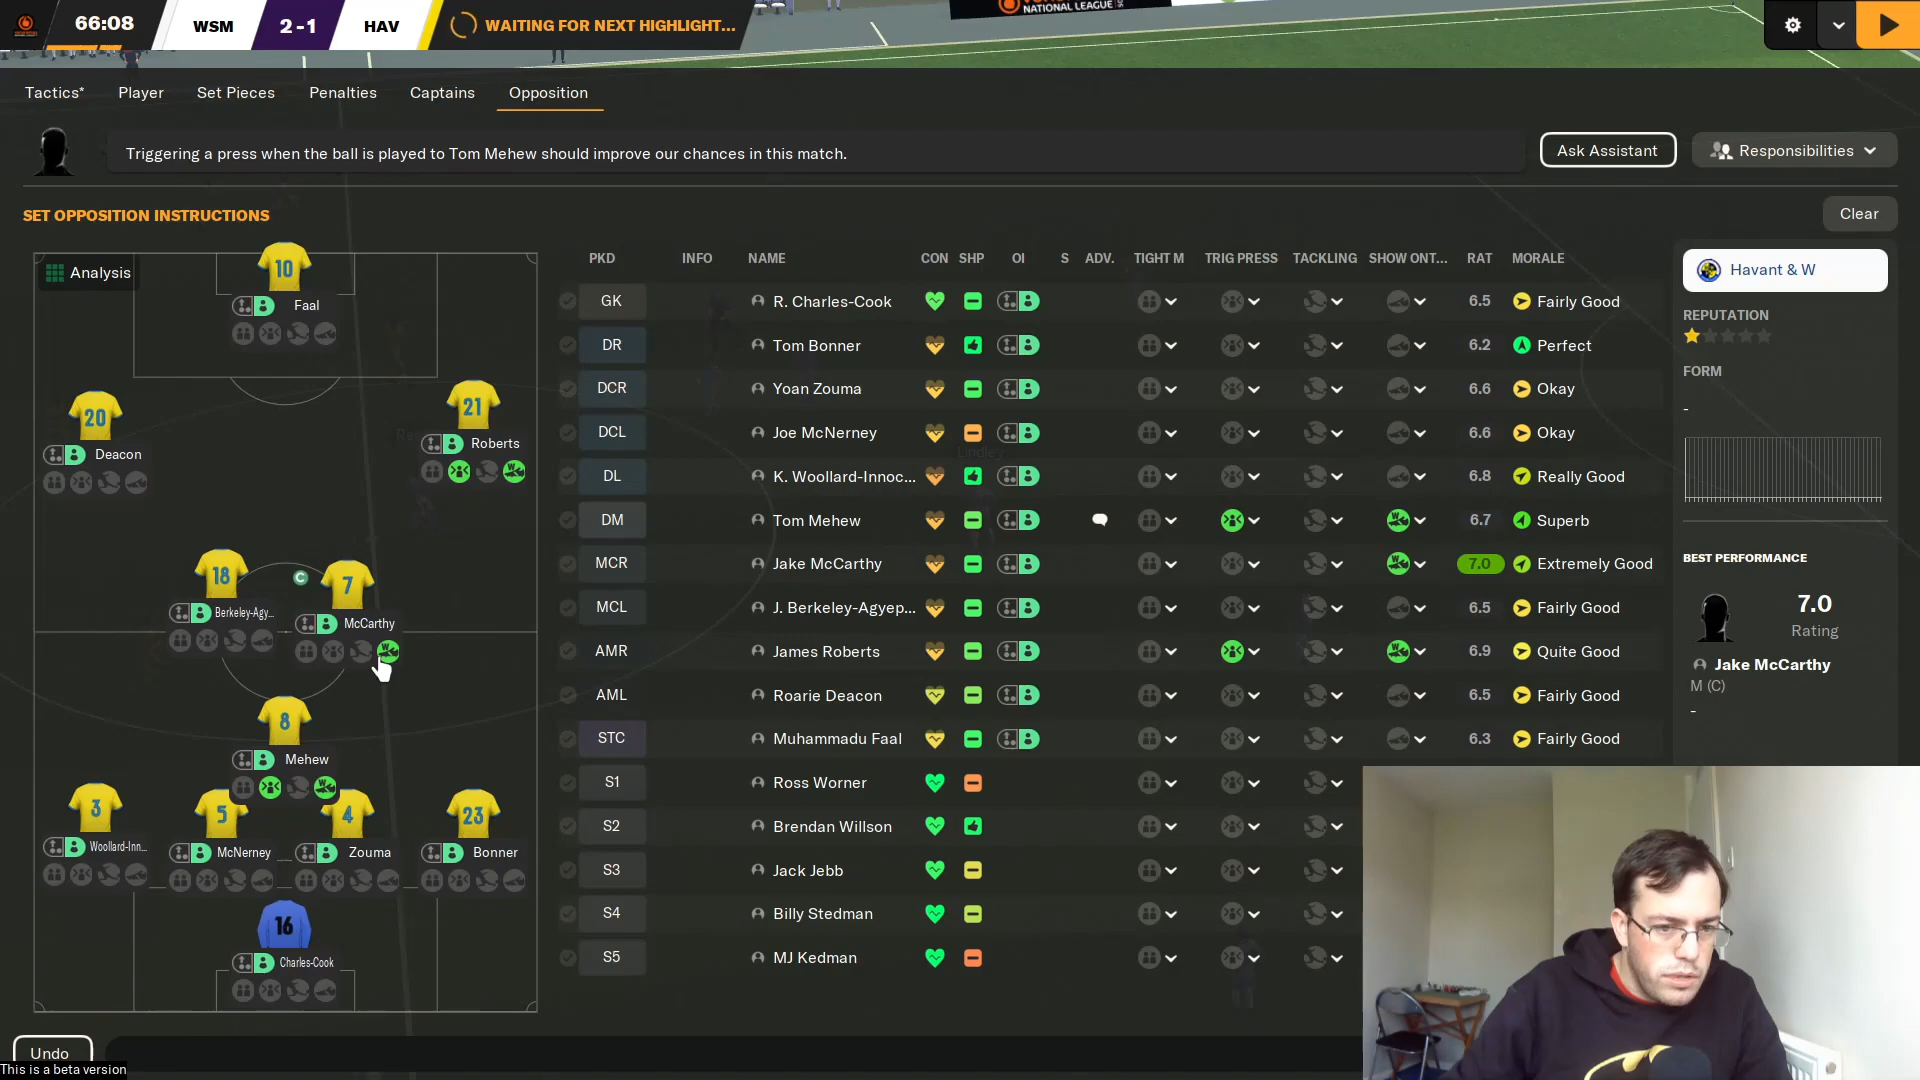 66:08 WSM 2 - 1 HAV WAITING FOR NEXT HIGHLIGHT...
NATIONAL LEAGUE
Tactics* Player Set Pieces Penalties Captains Opposition
Triggering a press when the ball is played to Tom Mehew should improve our chances in this match.
Ask Assistant Responsibilities
SET OPPOSITION INSTRUCTIONS
Clear
Analysis
10
Faal
20
Deacon
21
Roberts
18
Berkeley-Agy...
C
7
McCarthy
8
Mehew
3
Woollard-Inn...
5
McNerney
4
Zouma
23
Bonner
16
Charles-Cook
PKD INFO NAME CON SHP OI S ADV. TIGHT M TRIG PRESS TACKLING SHOW ONT... RAT MORALE
GK R. Charles-Cook 6.5 Fairly Good
DR Tom Bonner 6.2 Perfect
DCR Yoan Zouma 6.6 Okay
DCL Joe McNerney 6.6 Okay
DL K. Woollard-Innoc... 6.8 Really Good
DM Tom Mehew 6.7 Superb
MCR Jake McCarthy 7.0 Extremely Good
MCL J. Berkeley-Agyep... 6.5 Fairly Good
AMR James Roberts 6.9 Quite Good
AML Roarie Deacon 6.5 Fairly Good
STC Muhammadu Faal 6.3 Fairly Good
S1 Ross Worner
S2 Brendan Willson
S3 Jack Jebb
S4 Billy Stedman
S5 MJ Kedman
Havant & W
REPUTATION
FORM
-
BEST PERFORMANCE
7.0
Rating
Jake McCarthy
M (C)
-
Undo
This is a beta version